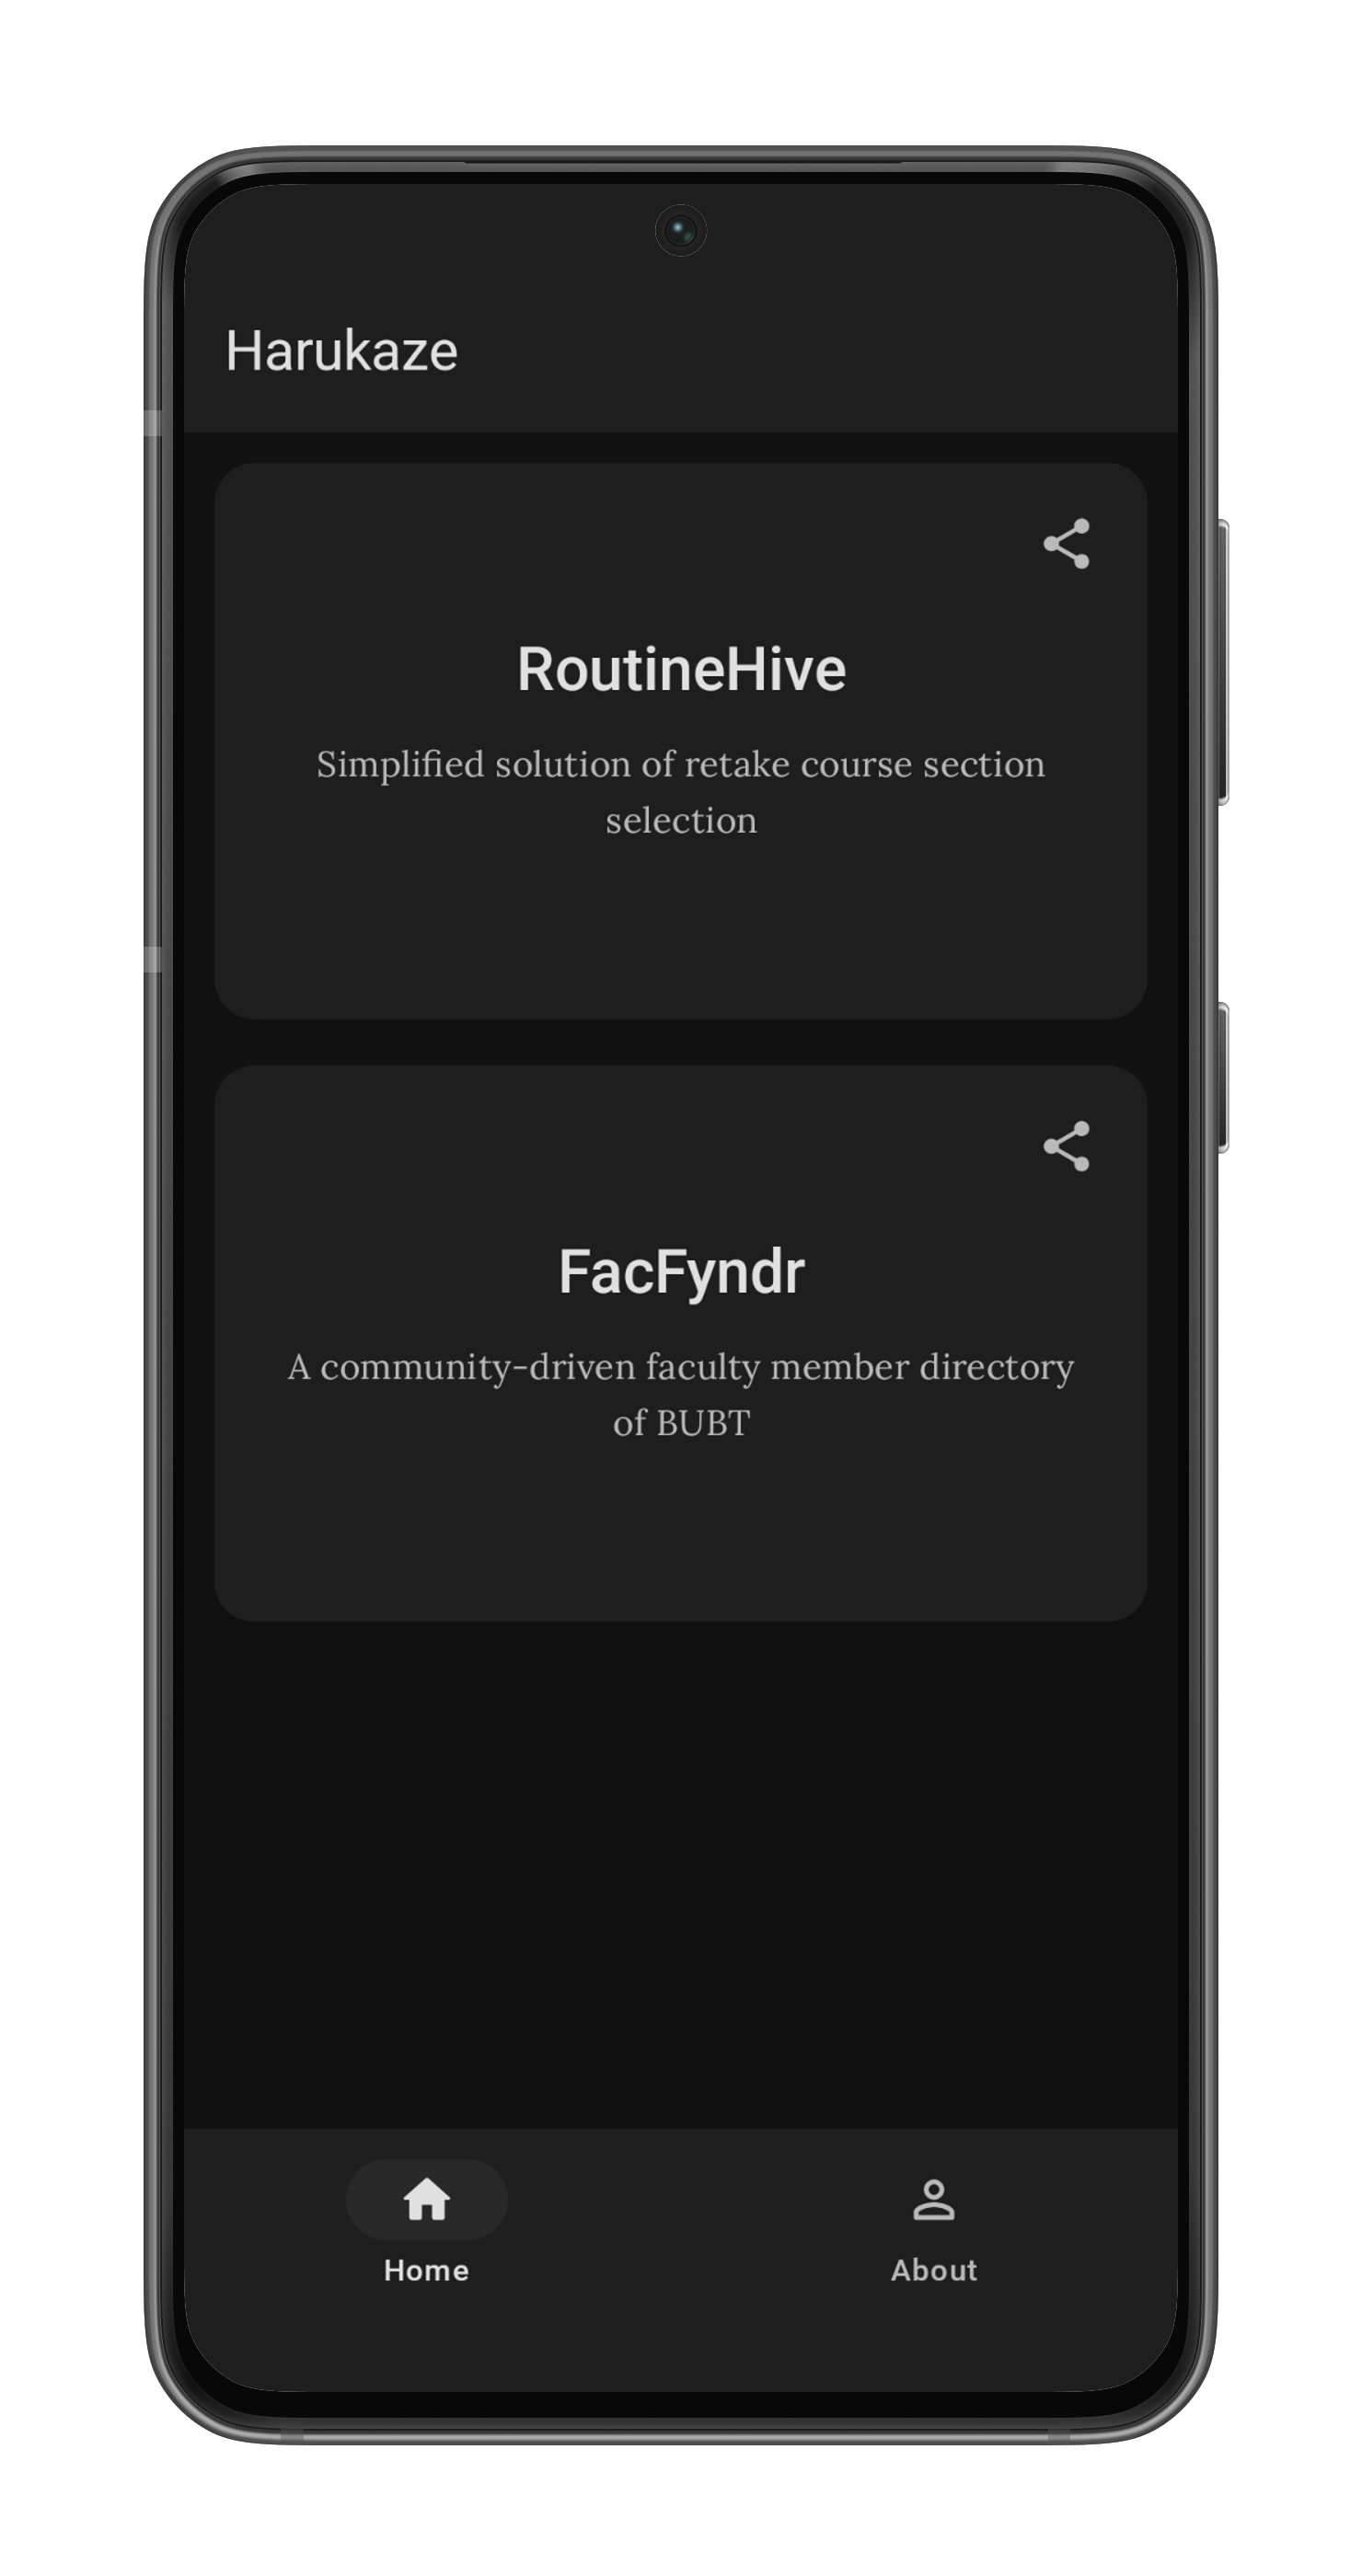 Harukaze
RoutineHive
Simplified solution of retake course section
selection
FacFyndr
A community-driven faculty member directory
of BUBT
Home
About